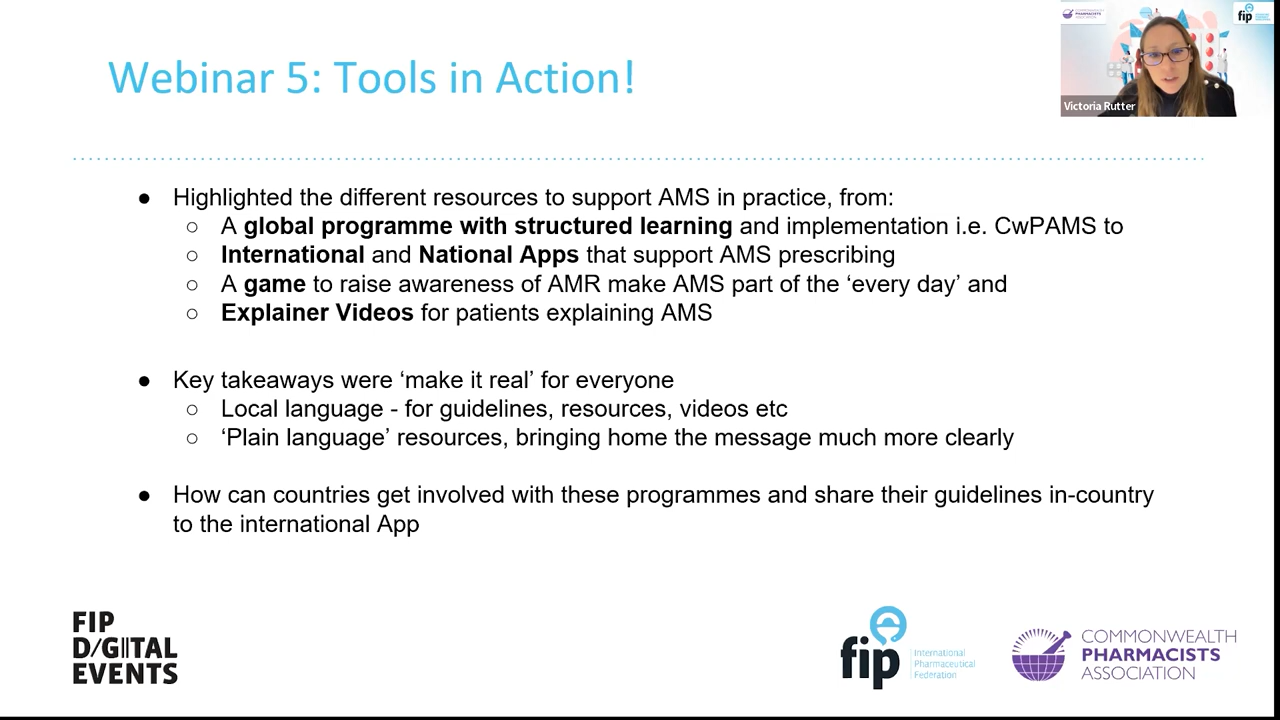 Webinar 5: Tools in Action!
fip
Victoria Rutter
● Highlighted the different resources to support AMS in practice, from:
○ A global programme with structured learning and implementation i.e. CwPAMS to
○ International and National Apps that support AMS prescribing
○ A game to raise awareness of AMR make AMS part of the ‘every day’ and
○ Explainer Videos for patients explaining AMS
● Key takeaways were ‘make it real’ for everyone
○ Local language - for guidelines, resources, videos etc
○ ‘Plain language’ resources, bringing home the message much more clearly
● How can countries get involved with these programmes and share their guidelines in-country
to the international App
FIP
D/GITAL
EVENTS
fip
International
Pharmaceutical
Federation
COMMONWEALTH
PHARMACISTS
ASSOCIATION